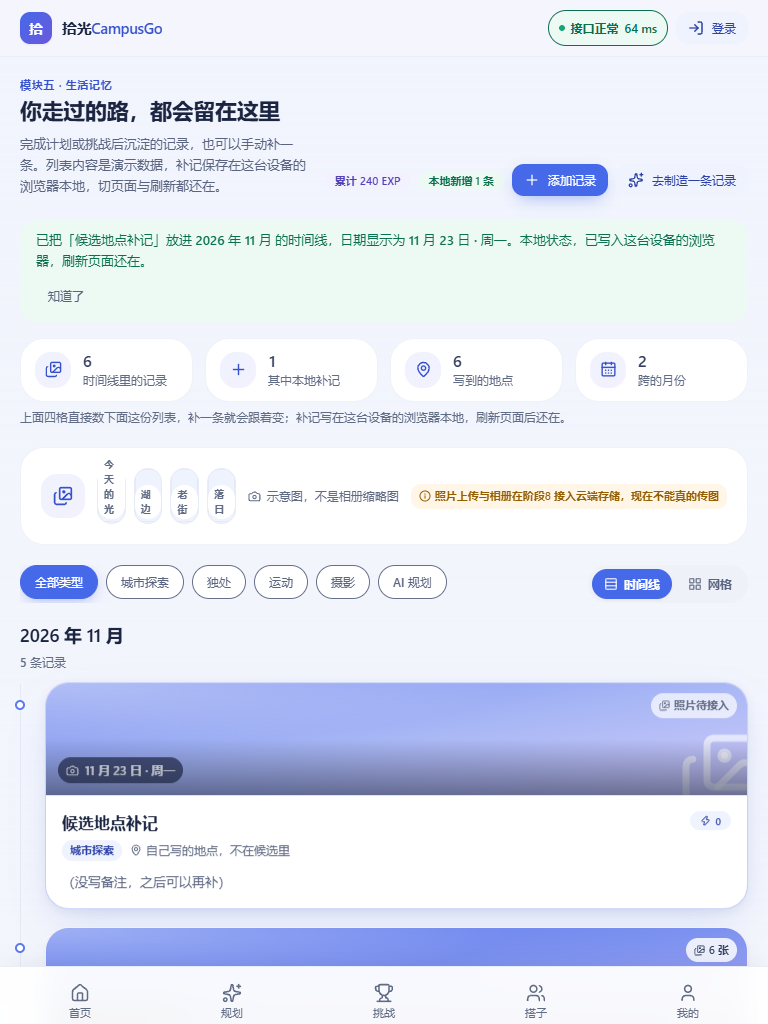 拾
拾光CampusGo
接口正常 64 ms
登录
模块五 · 生活记忆
你走过的路，都会留在这里
完成计划或挑战后沉淀的记录，也可以手动补一
条。列表内容是演示数据，补记保存在这台设备的
浏览器本地，切页面与刷新都还在。
累计 240 EXP
本地新增 1 条
添加记录
去制造一条记录
已把「候选地点补记」放进 2026 年 11 月 的时间线，日期显示为 11 月 23 日 · 周一。本地状态，已写入这台设备的浏览
器，刷新页面还在。
知道了
6
时间线里的记录
1
其中本地补记
6
写到的地点
2
跨的月份
上面四格直接数下面这份列表，补一条就会跟着变；补记写在这台设备的浏览器本地，刷新页面后还在。
今天的光
湖边
老街
落日
示意图，不是相册缩略图
照片上传与相册在阶段8 接入云端存储，现在不能真的传图
全部类型
城市探索
独处
运动
摄影
AI 规划
时间线
网格
2026 年 11 月
5 条记录
照片待接入
11 月 23 日 · 周一
候选地点补记
0
城市探索
自己写的地点，不在候选里
（没写备注，之后可以再补）
6 张
首页
规划
挑战
搭子
我的